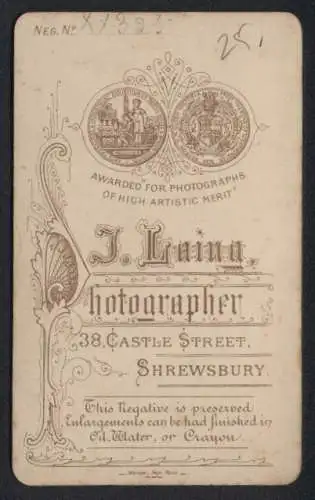 NEG. No
25.
AWARDED FOR PHOTOGRAPHS
OF HIGH ARTISTIC MERIT
J. Laing,
Photographer
38, CASTLE STREET,
SHREWSBURY.
This Negative is preserved
Enlargements can be had finished in
Oil, Water, or Crayon.